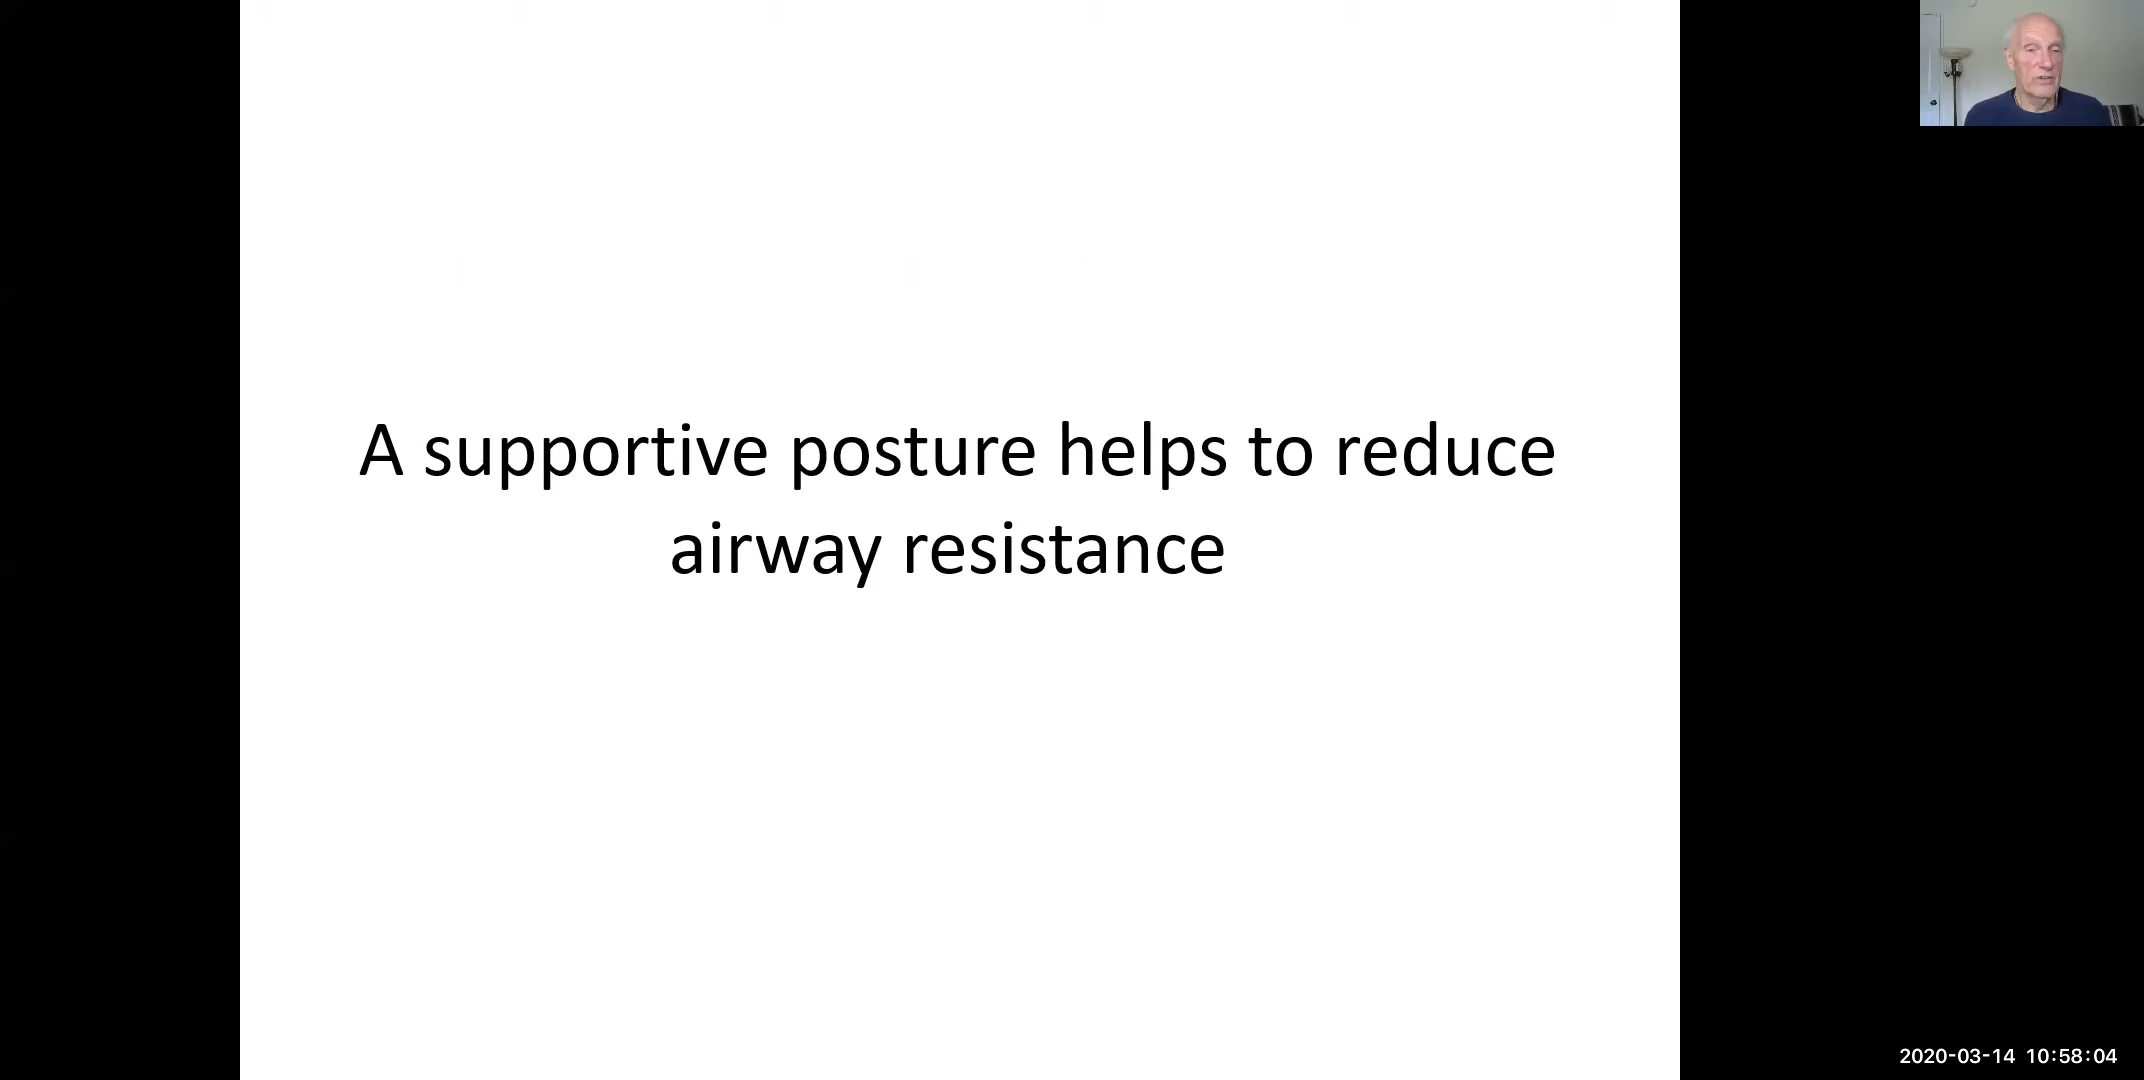 A supportive posture helps to reduce
airway resistance
2020-03-14 10:58:04